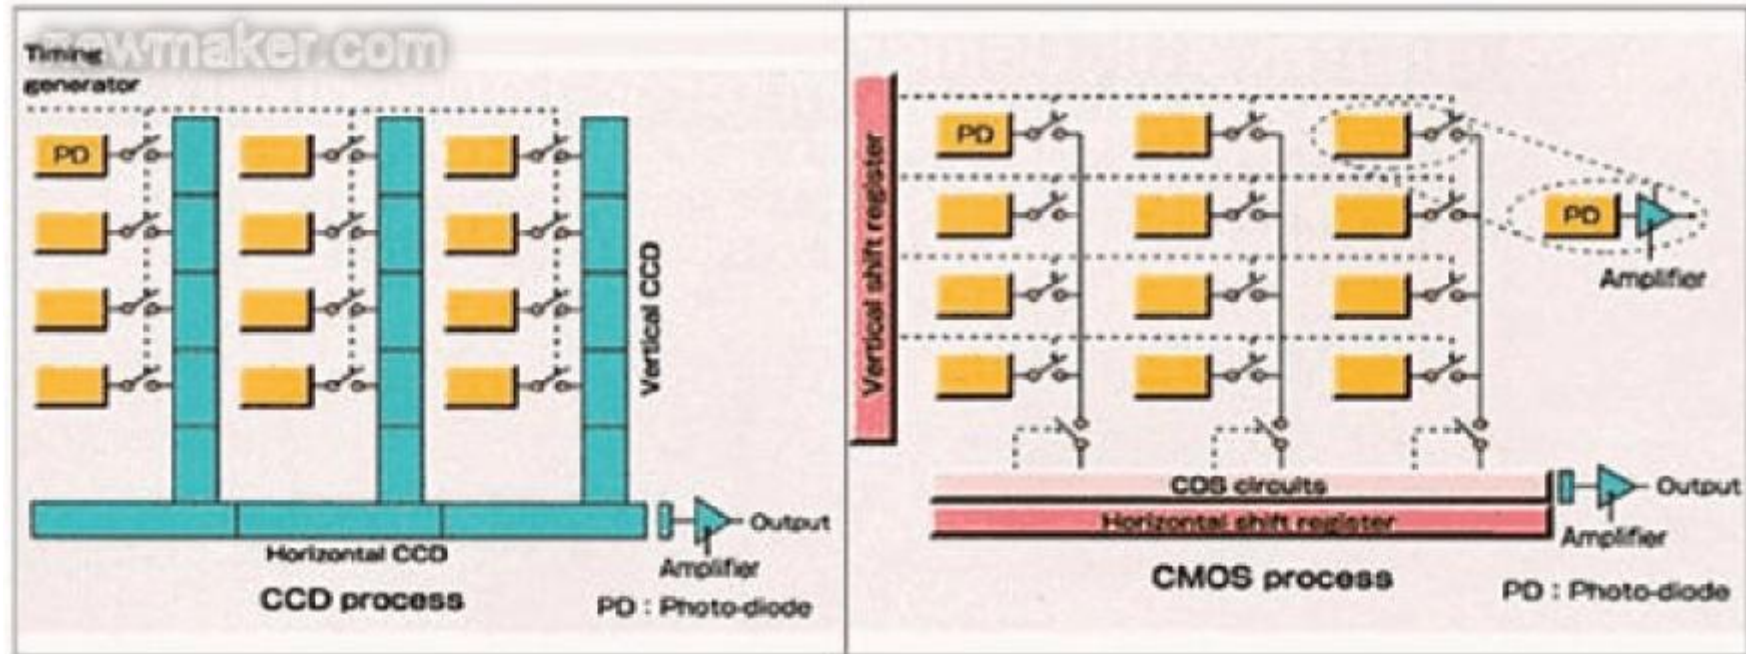 newmaker.com
Timing
generator
PD
Vertical CCD
Horizontal CCD
Output
Amplifier
CCD process
PD : Photo-diode
Vertical shift register
PD
PD
Amplifier
COS circuits
Horizontal shift register
Output
Amplifier
CMOS process
PD : Photo-diode